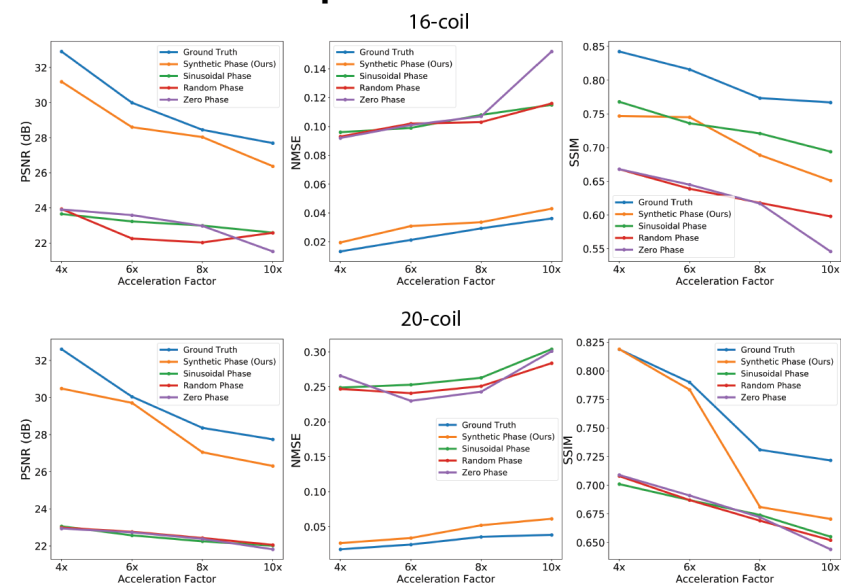 16-coil
PSNR (dB)
32
30
28
26
24
22
4x 6x 8x 10x
Acceleration Factor
Ground Truth
Synthetic Phase (Ours)
Sinusoidal Phase
Random Phase
Zero Phase
NMSE
0.14
0.12
0.10
0.08
0.06
0.04
0.02
4x 6x 8x 10x
Acceleration Factor
Ground Truth
Synthetic Phase (Ours)
Sinusoidal Phase
Random Phase
Zero Phase
SSIM
0.85
0.80
0.75
0.70
0.65
0.60
0.55
4x 6x 8x 10x
Acceleration Factor
Ground Truth
Synthetic Phase (Ours)
Sinusoidal Phase
Random Phase
Zero Phase
20-coil
PSNR (dB)
32
30
28
26
24
22
4x 6x 8x 10x
Acceleration Factor
Ground Truth
Synthetic Phase (Ours)
Sinusoidal Phase
Random Phase
Zero Phase
NMSE
0.30
0.25
0.20
0.15
0.10
0.05
4x 6x 8x 10x
Acceleration Factor
Ground Truth
Synthetic Phase (Ours)
Sinusoidal Phase
Random Phase
Zero Phase
SSIM
0.825
0.800
0.775
0.750
0.725
0.700
0.675
0.650
4x 6x 8x 10x
Acceleration Factor
Ground Truth
Synthetic Phase (Ours)
Sinusoidal Phase
Random Phase
Zero Phase